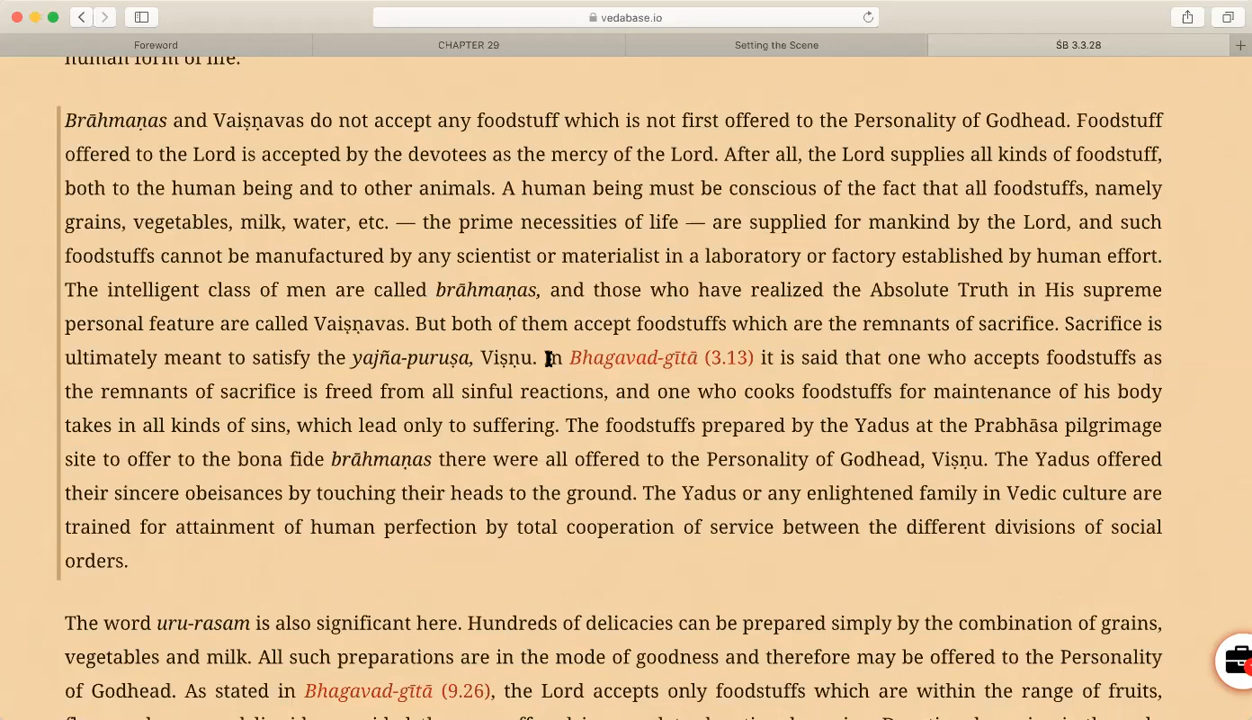 vedabase.io
Foreword
CHAPTER 29
Setting the Scene
ŚB 3.3.28
human form of life.
Brāhmaṇas and Vaiṣṇavas do not accept any foodstuff which is not first offered to the Personality of Godhead. Foodstuff
offered to the Lord is accepted by the devotees as the mercy of the Lord. After all, the Lord supplies all kinds of foodstuff,
both to the human being and to other animals. A human being must be conscious of the fact that all foodstuffs, namely
grains, vegetables, milk, water, etc. — the prime necessities of life — are supplied for mankind by the Lord, and such
foodstuffs cannot be manufactured by any scientist or materialist in a laboratory or factory established by human effort.
The intelligent class of men are called brāhmaṇas, and those who have realized the Absolute Truth in His supreme
personal feature are called Vaiṣṇavas. But both of them accept foodstuffs which are the remnants of sacrifice. Sacrifice is
ultimately meant to satisfy the yajña-puruṣa, Viṣṇu. In Bhagavad-gītā (3.13) it is said that one who accepts foodstuffs as
the remnants of sacrifice is freed from all sinful reactions, and one who cooks foodstuffs for maintenance of his body
takes in all kinds of sins, which lead only to suffering. The foodstuffs prepared by the Yadus at the Prabhāsa pilgrimage
site to offer to the bona fide brāhmaṇas there were all offered to the Personality of Godhead, Viṣṇu. The Yadus offered
their sincere obeisances by touching their heads to the ground. The Yadus or any enlightened family in Vedic culture are
trained for attainment of human perfection by total cooperation of service between the different divisions of social
orders.
The word uru-rasam is also significant here. Hundreds of delicacies can be prepared simply by the combination of grains,
vegetables and milk. All such preparations are in the mode of goodness and therefore may be offered to the Personality
of Godhead. As stated in Bhagavad-gītā (9.26), the Lord accepts only foodstuffs which are within the range of fruits,